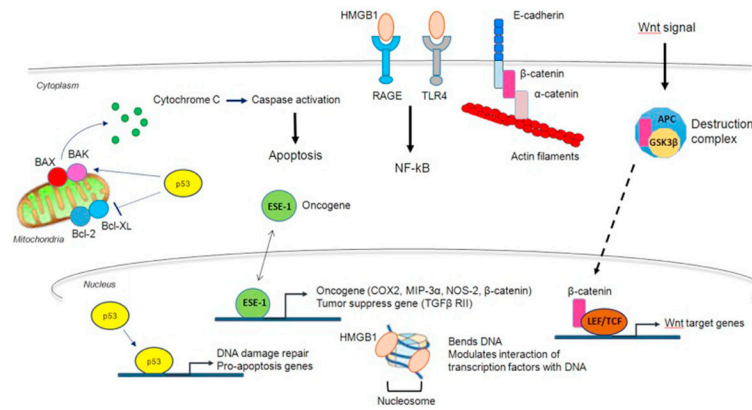 HMGB1
E-cadherin
Wnt signal
Cytoplasm
RAGE
TLR4
β-catenin
α-catenin
Actin filaments
Cytochrome C
Caspase activation
Apoptosis
NF-kB
APC
GSK3β
Destruction
complex
BAX
BAK
p53
Bcl-2
Bcl-XL
Mitochondria
ESE-1
Oncogene
Nucleus
p53
p53
DNA damage repair
Pro-apoptosis genes
ESE-1
Oncogene (COX2, MIP-3α, NOS-2, β-catenin)
Tumor suppress gene (TGFβ RII)
HMGB1
Bends DNA
Modulates interaction of
transcription factors with DNA
Nucleosome
β-catenin
LEF/TCF
Wnt target genes